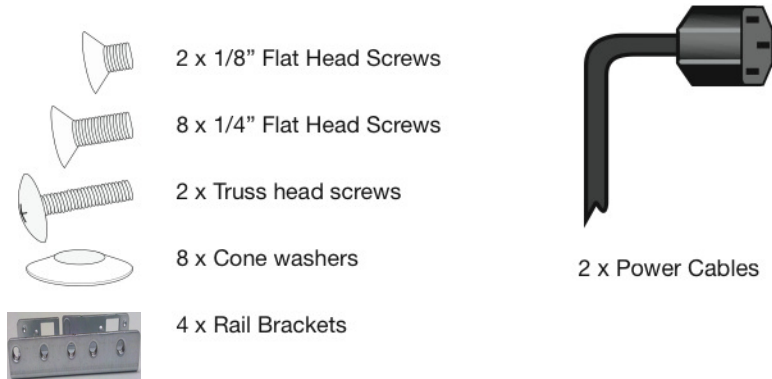 2 x 1/8” Flat Head Screws
8 x 1/4” Flat Head Screws
2 x Truss head screws
8 x Cone washers
4 x Rail Brackets
2 x Power Cables